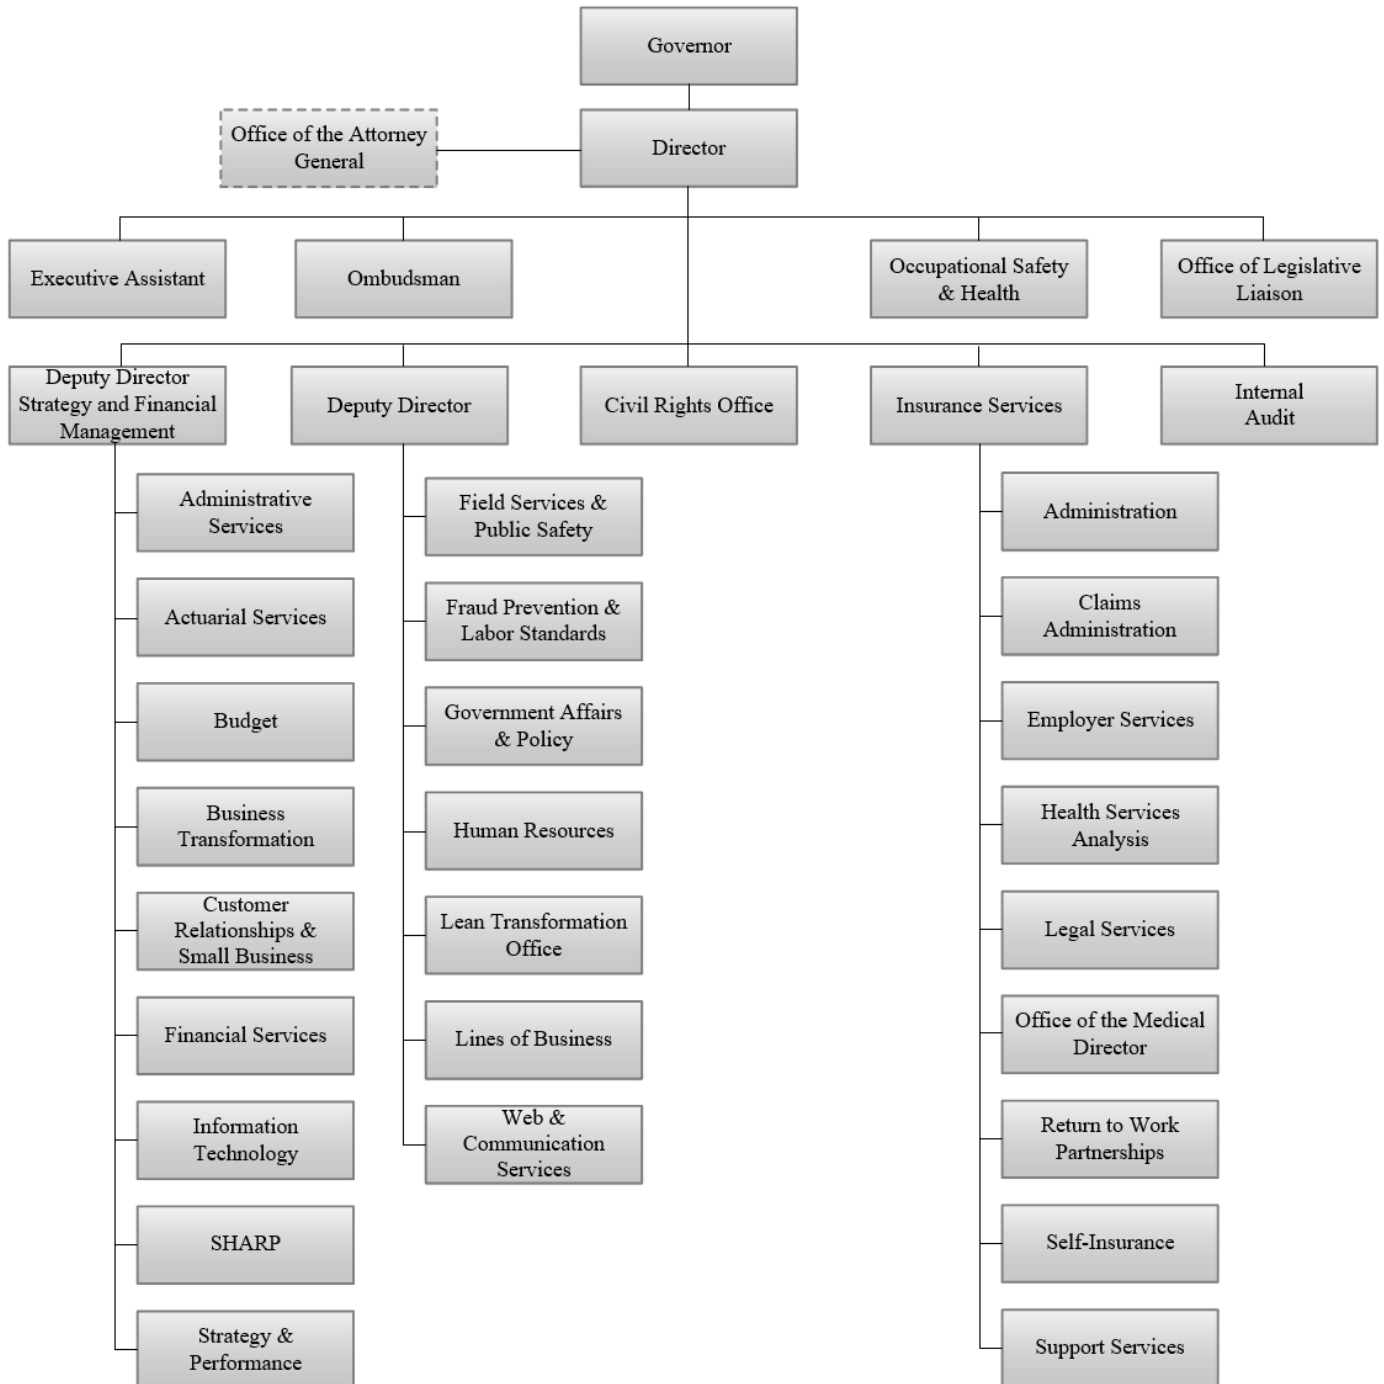 Governor
Office of the Attorney
General
Director
Executive Assistant
Ombudsman
Occupational Safety
& Health
Office of Legislative
Liaison
Deputy Director
Strategy and Financial
Management
Deputy Director
Civil Rights Office
Insurance Services
Internal
Audit
Administrative
Services
Actuarial Services
Budget
Business
Transformation
Customer
Relationships &
Small Business
Financial Services
Information
Technology
SHARP
Strategy &
Performance
Field Services &
Public Safety
Fraud Prevention &
Labor Standards
Government Affairs
& Policy
Human Resources
Lean Transformation
Office
Lines of Business
Web &
Communication
Services
Administration
Claims
Administration
Employer Services
Health Services
Analysis
Legal Services
Office of the Medical
Director
Return to Work
Partnerships
Self-Insurance
Support Services